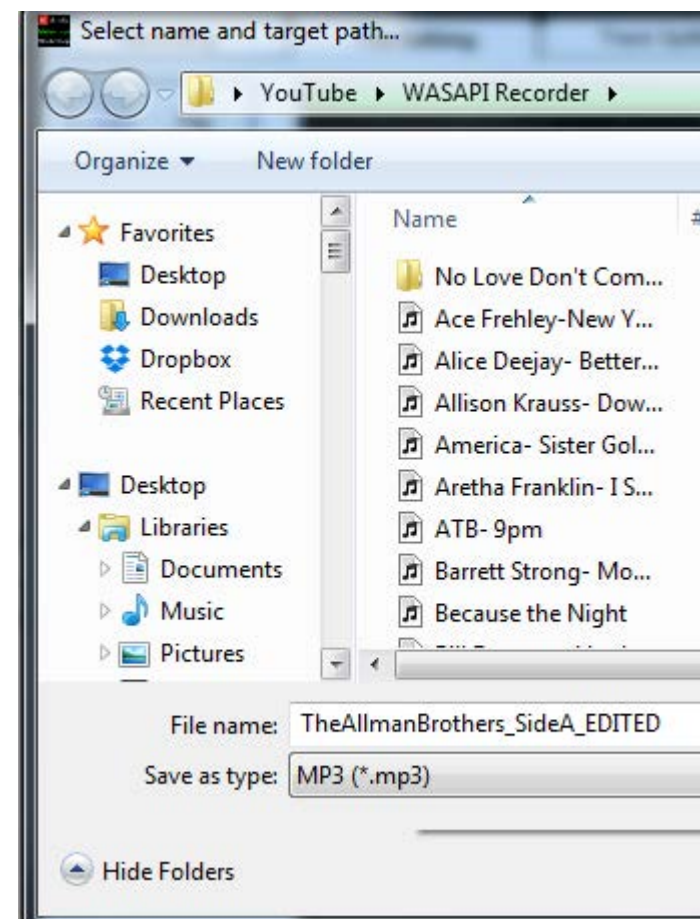 Select name and target path...
YouTube WASAPI Recorder
Organize New folder
Favorites
Desktop
Downloads
Dropbox
Recent Places
Desktop
Libraries
Documents
Music
Pictures
Name #
No Love Don't Com...
Ace Frehley-New Y...
Alice Deejay- Better...
Allison Krauss- Dow...
America- Sister Gol...
Aretha Franklin- I S...
ATB- 9pm
Barrett Strong- Mo...
Because the Night
File name: TheAllmanBrothers_SideA_EDITED
Save as type: MP3 (*.mp3)
Hide Folders